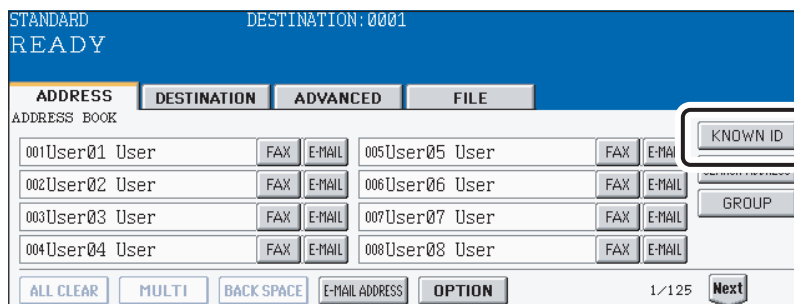 STANDARD DESTINATION:0001
READY
ADDRESS DESTINATION ADVANCED FILE
ADDRESS BOOK
KNOWN ID
001User01 User FAX E-MAIL 005User05 User FAX
002User02 User FAX E-MAIL 006User06 User FAX E-MAIL
GROUP
003User03 User FAX E-MAIL 007User07 User FAX E-MAIL
004User04 User FAX E-MAIL 008User08 User FAX E-MAIL
ALL CLEAR MULTI BACK SPACE E-MAIL ADDRESS OPTION 1/125 Next